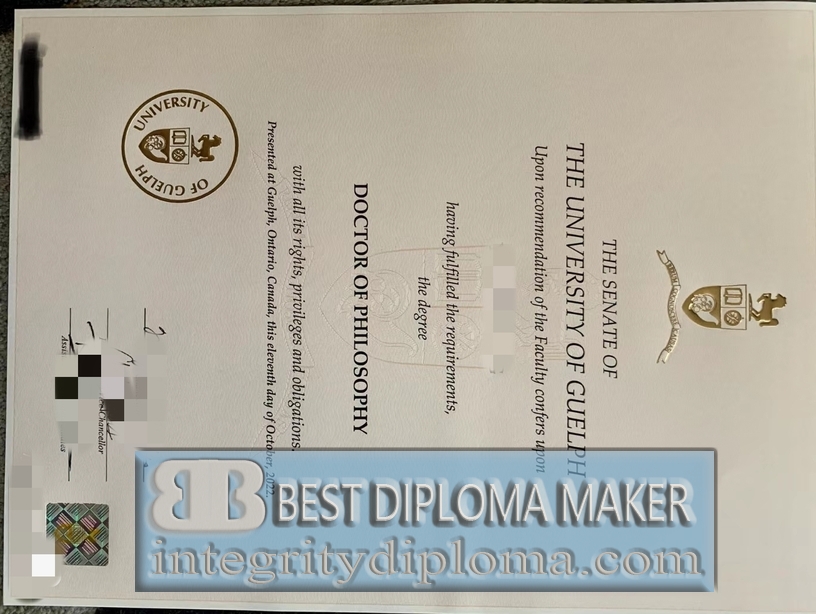 THE SENATE OF
THE UNIVERSITY OF GUELPH
Upon recommendation of the Faculty confers upon
having fulfilled the requirements,
the degree
DOCTOR OF PHILOSOPHY
with all its rights, privileges and obligations.
Presented at Guelph, Ontario, Canada, this eleventh day of October, 2022.
UNIVERSITY
OF GUELPH
Chancellor
BB BEST DIPLOMA MAKER
integritydiploma.com